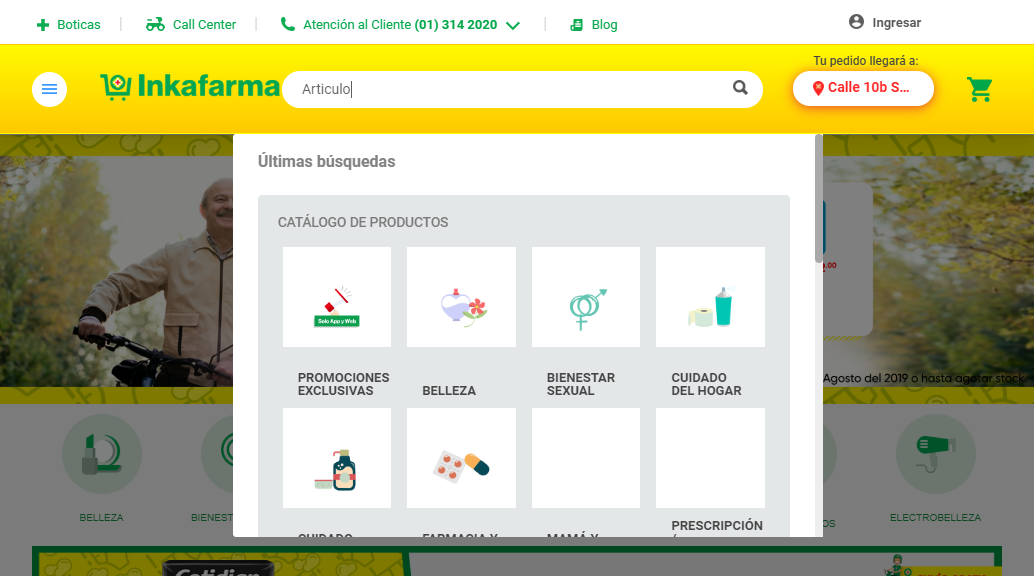 Boticas
Call Center
Atención al Cliente (01) 314 2020
Blog
Ingresar
Inkafarma
Articulo
Tu pedido llegará a:
Calle 10b S...
Últimas búsquedas
CATÁLOGO DE PRODUCTOS
Solo App y Web
PROMOCIONES
EXCLUSIVAS
BELLEZA
BIENESTAR
SEXUAL
CUIDADO
DEL HOGAR
CUIDADO
FARMACIA Y
MAMÁ Y
PRESCRIPCIÓN
Agosto del 2019 o hasta agotar stock
BELLEZA
BIENEST
OS
ELECTROBELLEZA